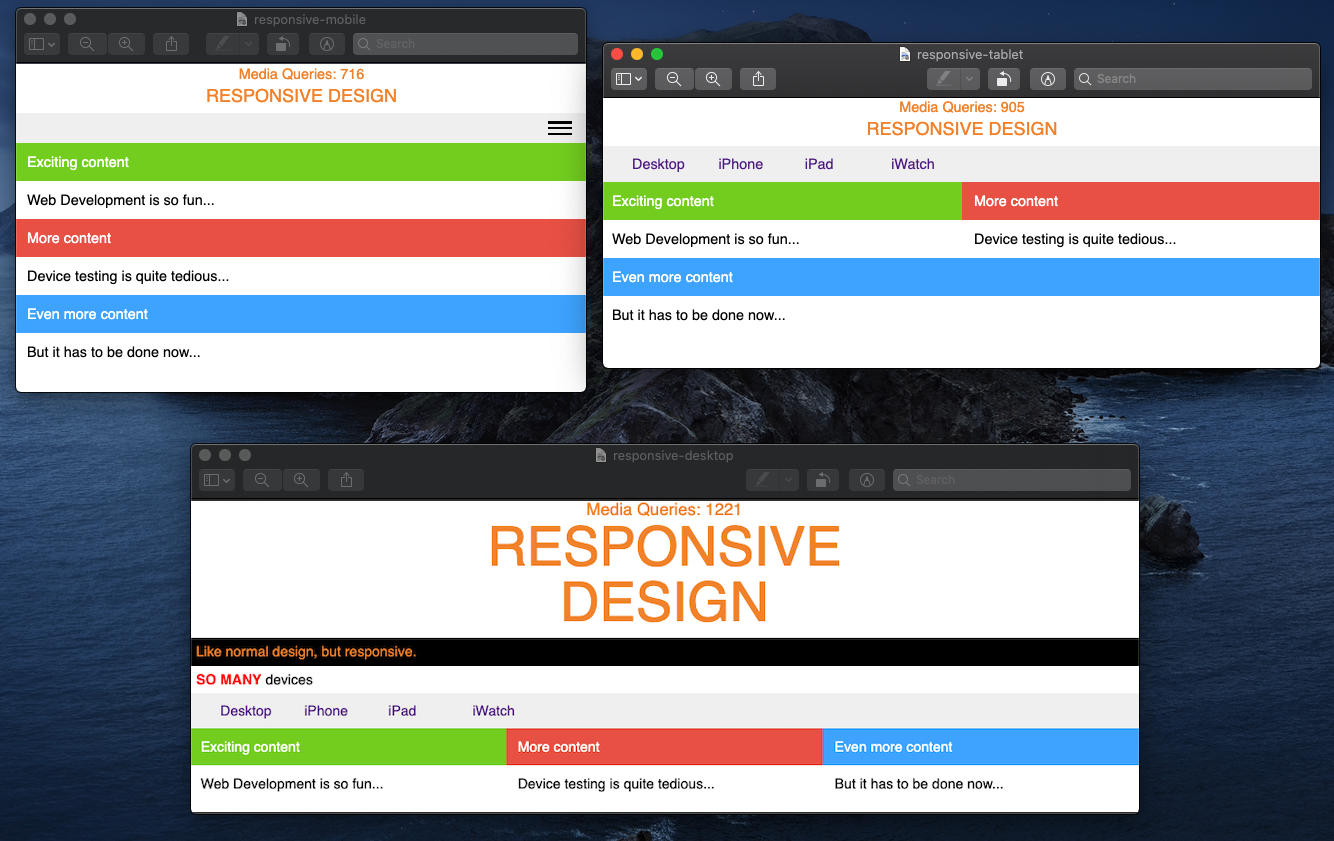 responsive-mobile
Search
Media Queries: 716
RESPONSIVE DESIGN
Exciting content
Web Development is so fun...
More content
Device testing is quite tedious...
Even more content
But it has to be done now...
responsive-tablet
Search
Media Queries: 905
RESPONSIVE DESIGN
Desktop iPhone iPad iWatch
Exciting content More content
Web Development is so fun... Device testing is quite tedious...
Even more content
But it has to be done now...
responsive-desktop
Search
Media Queries: 1221
RESPONSIVE
DESIGN
Like normal design, but responsive.
SO MANY devices
Desktop iPhone iPad iWatch
Exciting content More content Even more content
Web Development is so fun... Device testing is quite tedious... But it has to be done now...